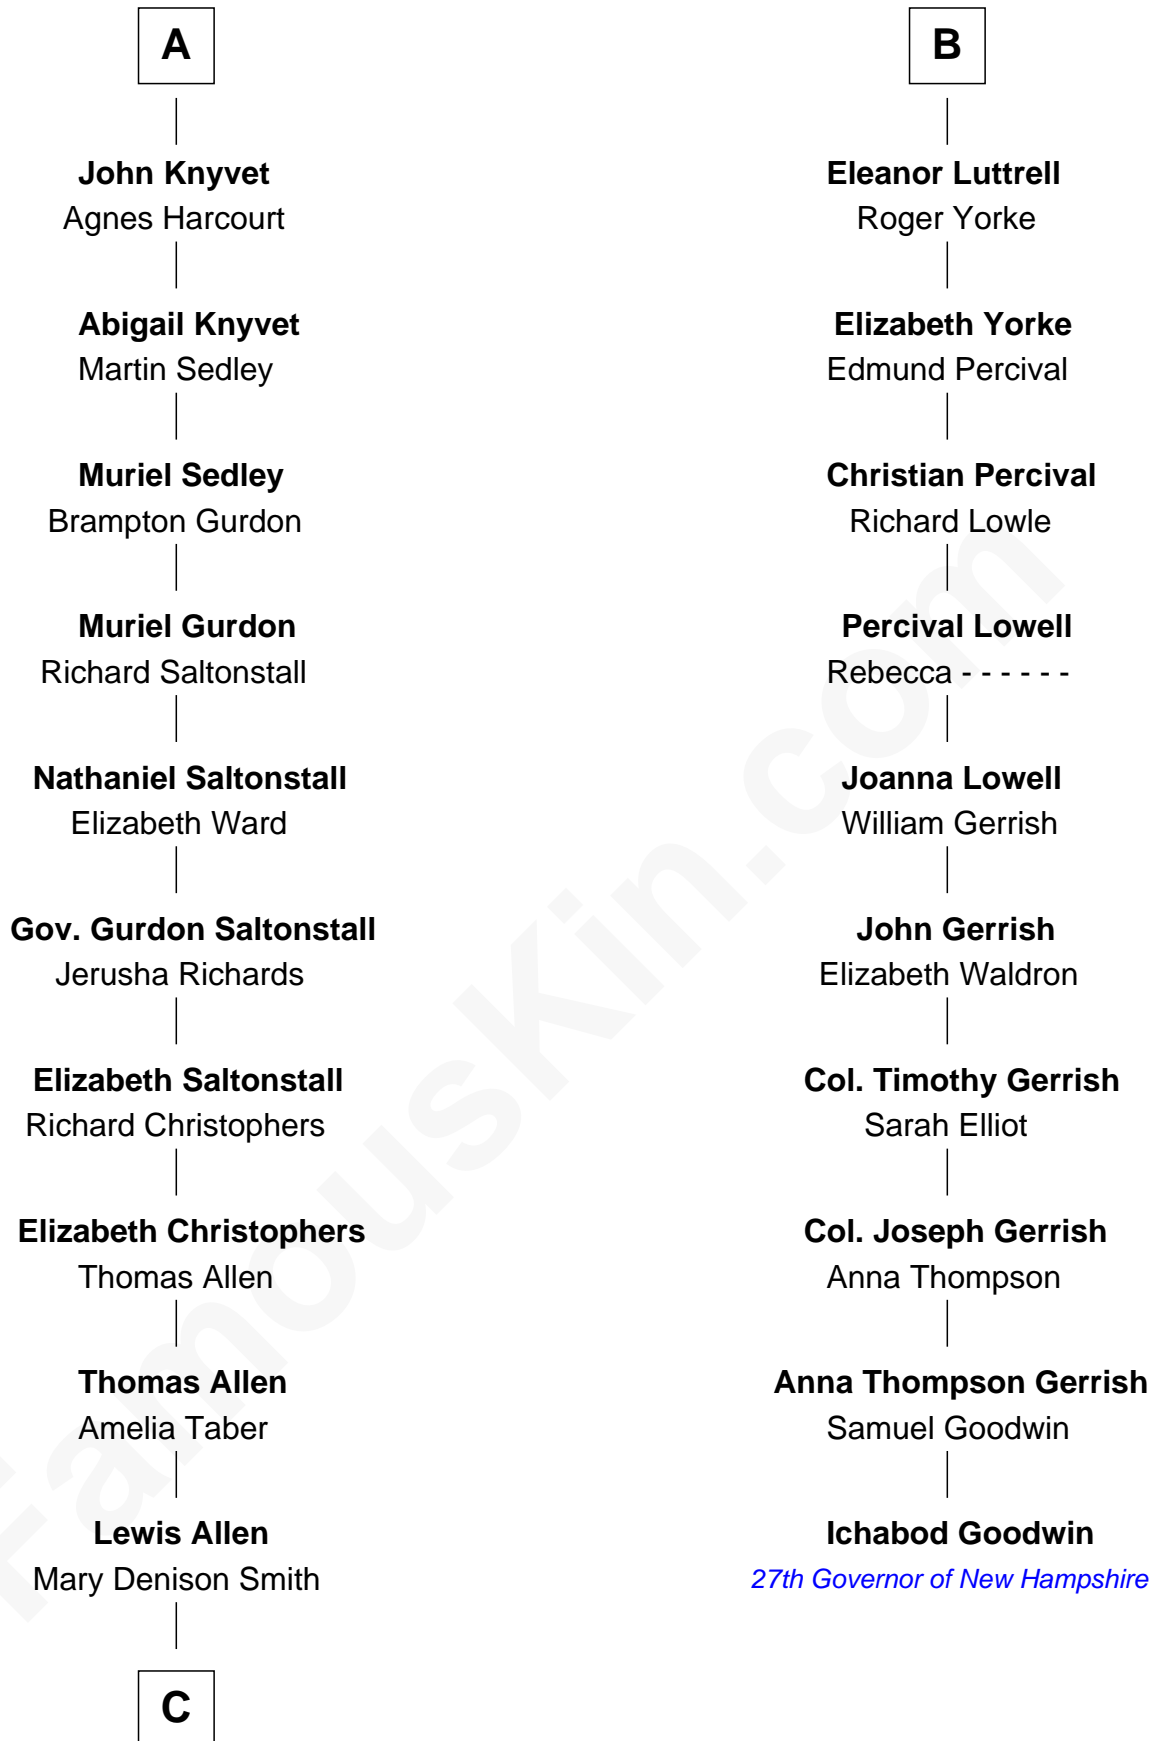 A
John Knyvet
Agnes Harcourt
Abigail Knyvet
Martin Sedley
Muriel Sedley
Brampton Gurdon
Muriel Gurdon
Richard Saltonstall
Nathaniel Saltonstall
Elizabeth Ward
Gov. Gurdon Saltonstall
Jerusha Richards
Elizabeth Saltonstall
Richard Christophers
Elizabeth Christophers
Thomas Allen
Thomas Allen
Amelia Taber
Lewis Allen
Mary Denison Smith
C
B
Eleanor Luttrell
Roger Yorke
Elizabeth Yorke
Edmund Percival
Christian Percival
Richard Lowle
Percival Lowell
Rebecca - - - - - -
Joanna Lowell
William Gerrish
John Gerrish
Elizabeth Waldron
Col. Timothy Gerrish
Sarah Elliot
Col. Joseph Gerrish
Anna Thompson
Anna Thompson Gerrish
Samuel Goodwin
Ichabod Goodwin
27th Governor of New Hampshire
FamousKin.com